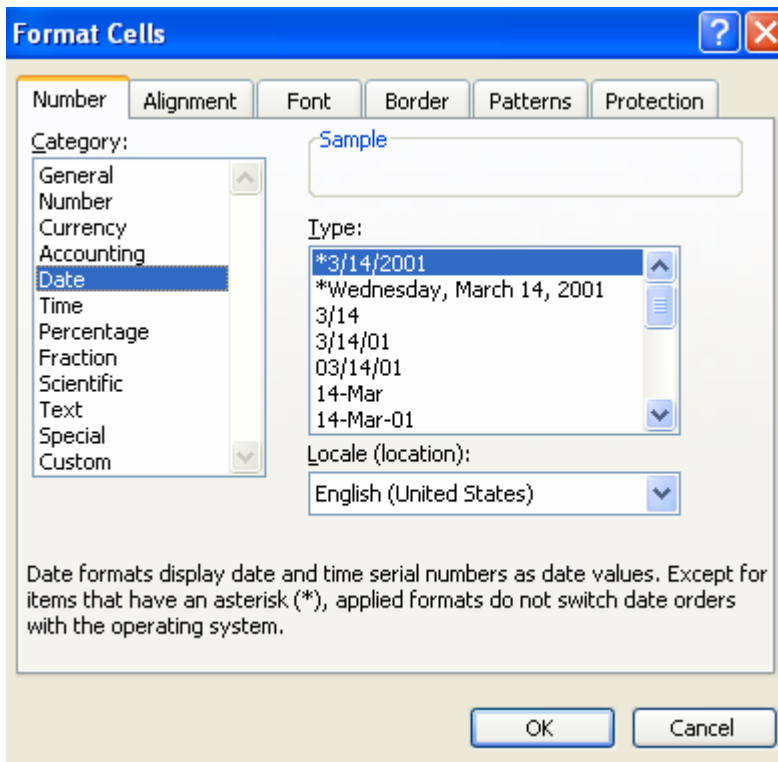 Format Cells
Number Alignment Font Border Patterns Protection
Category:
General
Number
Currency
Accounting
Date
Time
Percentage
Fraction
Scientific
Text
Special
Custom
Sample
Type:
*3/14/2001
*Wednesday, March 14, 2001
3/14
3/14/01
03/14/01
14-Mar
14-Mar-01
Locale (location):
English (United States)
Date formats display date and time serial numbers as date values. Except for
items that have an asterisk (*), applied formats do not switch date orders
with the operating system.
OK Cancel